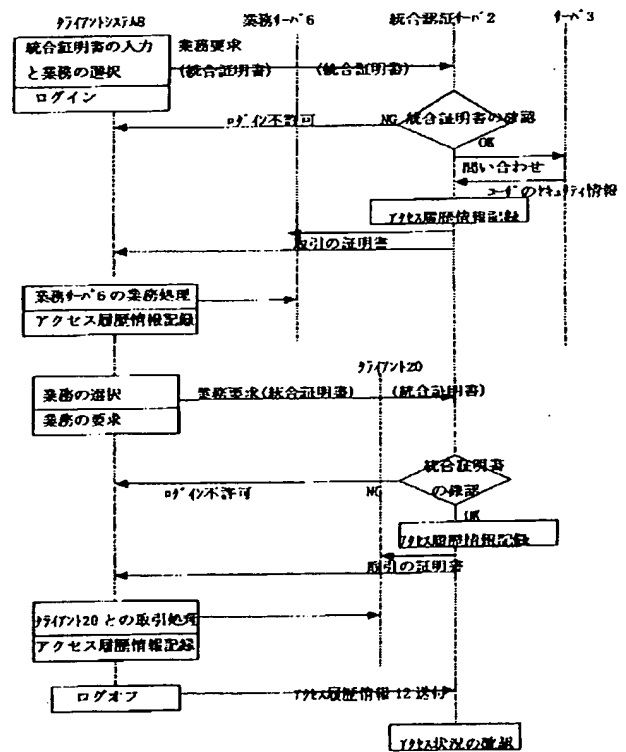 クライアントシステム8 業務サーバ6 統合認証サーバ2 サーバ3
統合証明書の入力 業務要求
と業務の選択 (統合証明書) (統合証明書)
ログイン
ログイン不許可 NG 統合証明書の確認
OK
問い合わせ
ユーザのセキュリティ情報
アクセス履歴情報記録
取引の証明書
業務サーバ6の業務処理
アクセス履歴情報記録
クライアント20
業務の選択 業務要求(統合証明書) (統合証明書)
業務の要求
統合証明書
ログイン不許可 NG の確認
OK
アクセス履歴情報記録
取引の証明書
クライアント20との取引処理
アクセス履歴情報記録
ログオフ アクセス履歴情報12送付
アクセス状況の確認